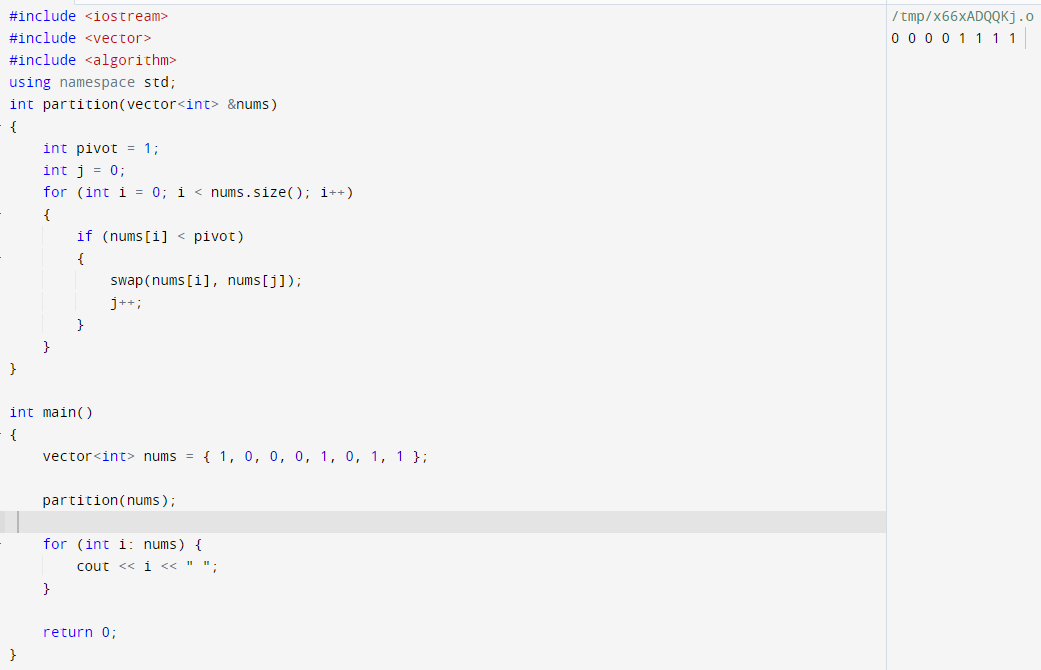 #include <iostream>
#include <vector>
#include <algorithm>
using namespace std;
int partition(vector<int> &nums)
{
    int pivot = 1;
    int j = 0;
    for (int i = 0; i < nums.size(); i++)
    {
        if (nums[i] < pivot)
        {
            swap(nums[i], nums[j]);
            j++;
        }
    }
}

int main()
{
    vector<int> nums = { 1, 0, 0, 0, 1, 0, 1, 1 };

    partition(nums);

    for (int i: nums) {
        cout << i << " ";
    }

    return 0;
}
/tmp/x66xADQQKj.o
0 0 0 0 1 1 1 1